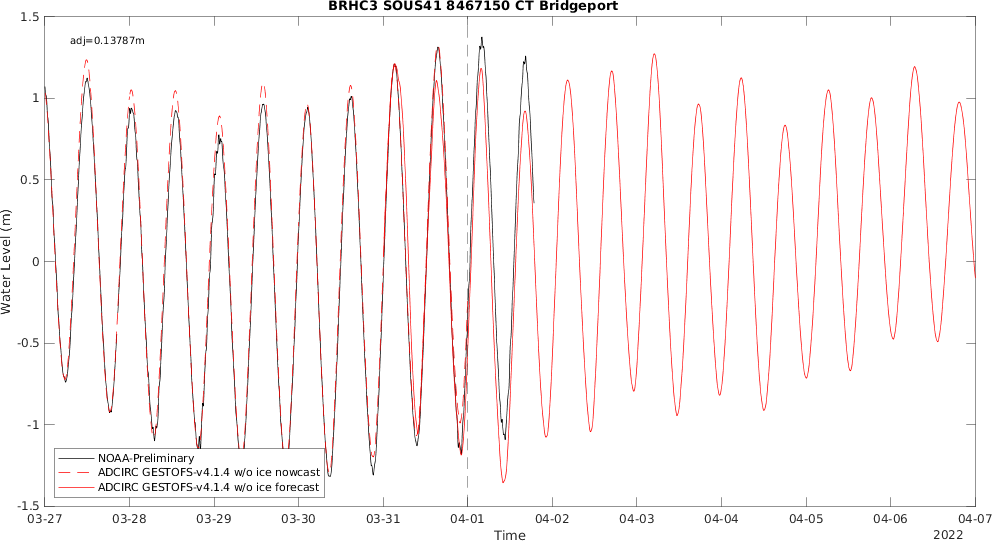 BRHC3 SOUS41 8467150 CT Bridgeport
adj=0.13787m
1.5
1
0.5
0
-0.5
-1
-1.5
Water Level (m)
NOAA-Preliminary
ADCIRC GESTOFS-v4.1.4 w/o ice nowcast
ADCIRC GESTOFS-v4.1.4 w/o ice forecast
03-27 03-28 03-29 03-30 03-31 04-01 04-02 04-03 04-04 04-05 04-06 04-07
Time
2022